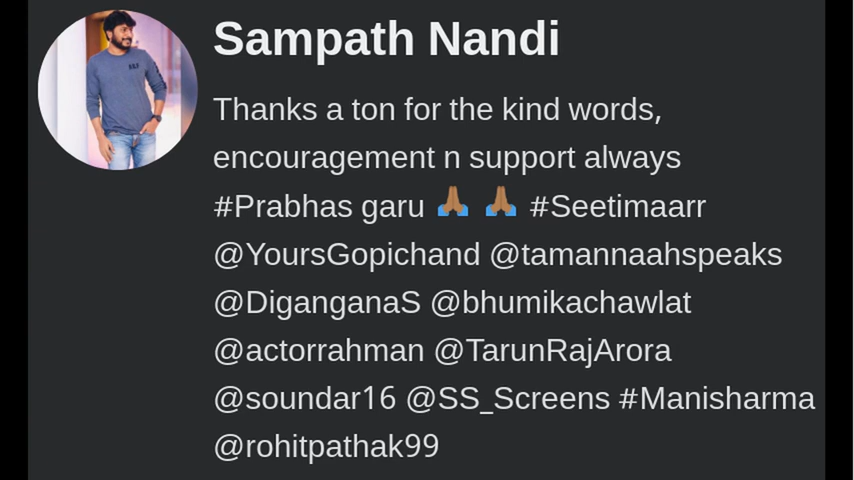 Sampath Nandi
Thanks a ton for the kind words,
encouragement n support always
#Prabhas garu 🙏🏾 🙏🏾 #Seetimaarr
@YoursGopichand @tamannaahspeaks
@DiganganaS @bhumikachawlat
@actorrahman @TarunRajArora
@soundar16 @SS_Screens #Manisharma
@rohitpathak99